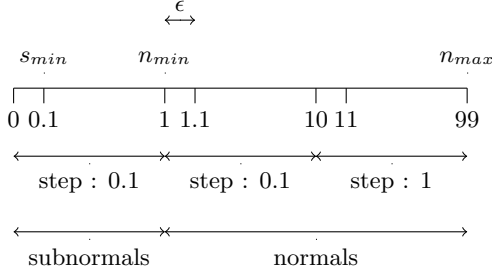 ϵ
s_min n_min n_max
0 0.1 1 1.1 10 11 99
step : 0.1 step : 0.1 step : 1
subnormals normals